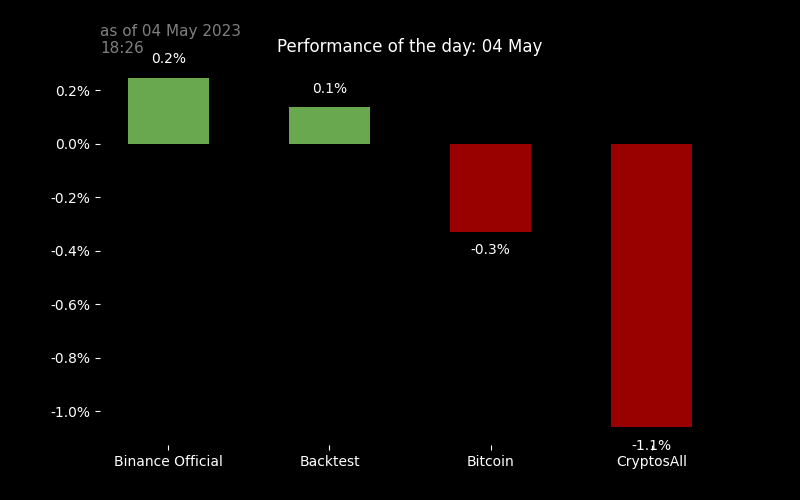 as of 04 May 2023
18:26
Performance of the day: 04 May
0.2%
0.1%
-0.3%
-1.1%
0.2%
0.0%
-0.2%
-0.4%
-0.6%
-0.8%
-1.0%
Binance Official
Backtest
Bitcoin
CryptosAll